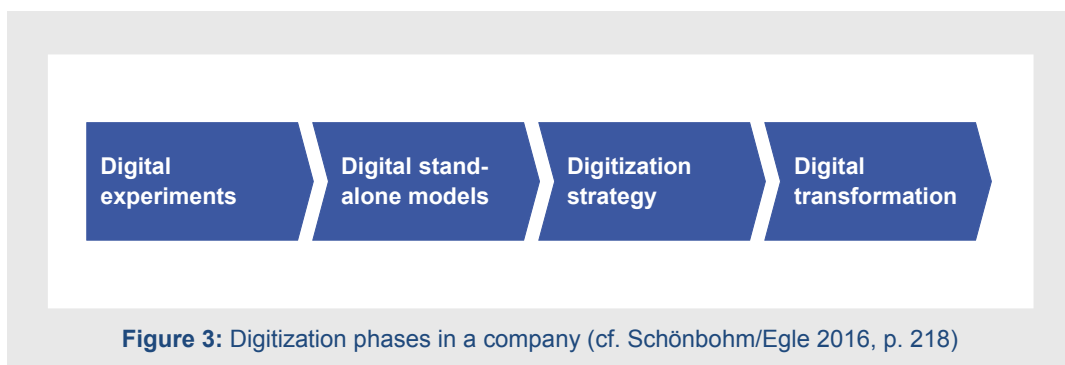 Digital
experiments
Digital stand-
alone models
Digitization
strategy
Digital
transformation
Figure 3: Digitization phases in a company (cf. Schönbohm/Egle 2016, p. 218)